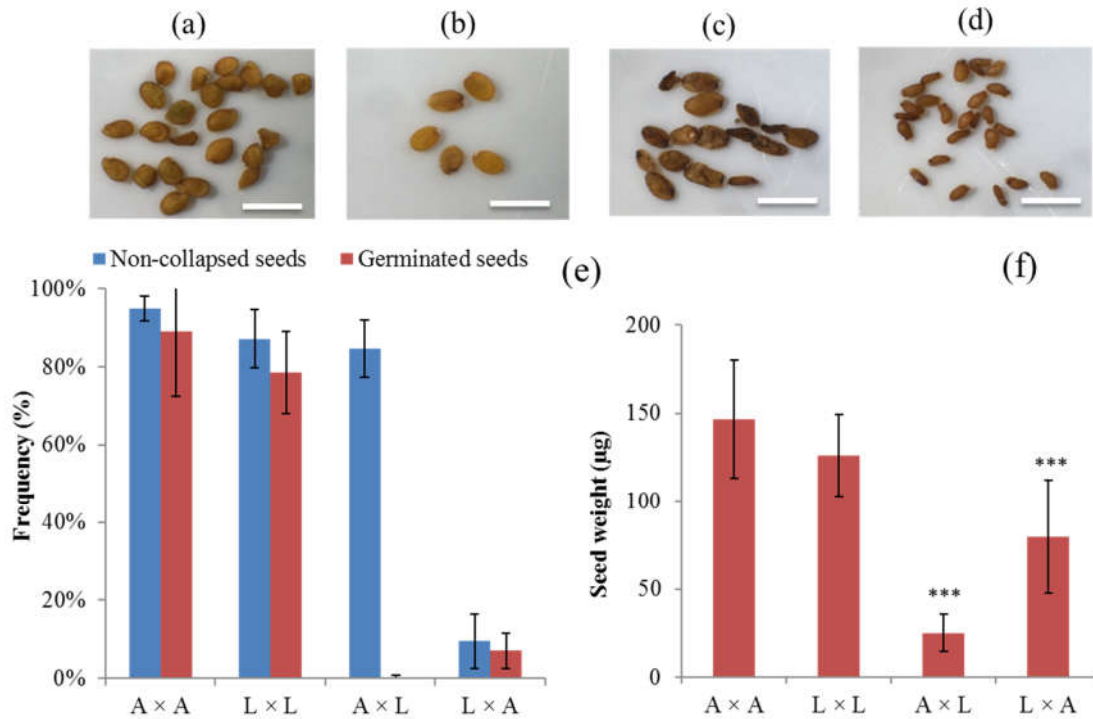 (a)
(b)
(c)
(d)
Non-collapsed seeds
Germinated seeds
(e)
(f)
100%
80%
60%
40%
20%
0%
Frequency (%)
A × A
L × L
A × L
L × A
200
150
100
50
0
Seed weight (µg)
***
***
A × A
L × L
A × L
L × A